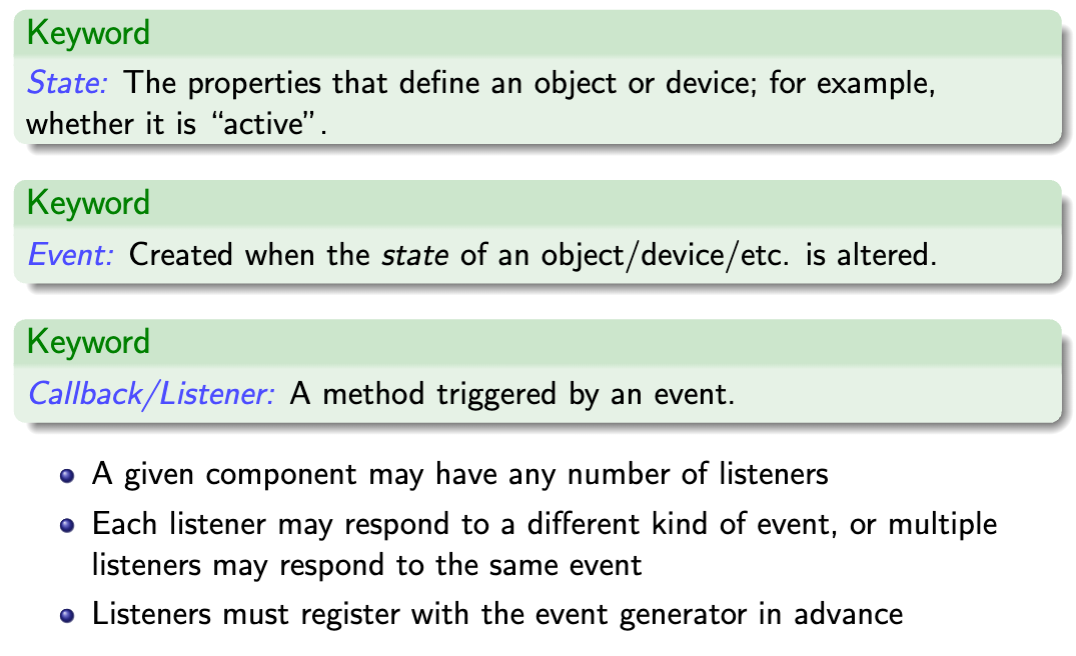 Keyword
State: The properties that define an object or device; for example,
whether it is “active”.
Keyword
Event: Created when the state of an object/device/etc. is altered.
Keyword
Callback/Listener: A method triggered by an event.
A given component may have any number of listeners
Each listener may respond to a different kind of event, or multiple
listeners may respond to the same event
Listeners must register with the event generator in advance